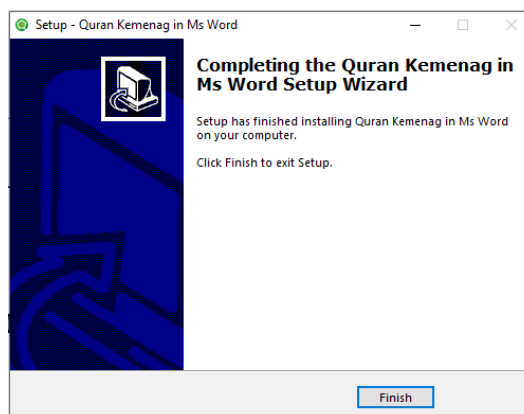 Setup - Quran Kemenag in Ms Word
Completing the Quran Kemenag in
Ms Word Setup Wizard
Setup has finished installing Quran Kemenag in Ms Word
on your computer.
Click Finish to exit Setup.
Finish